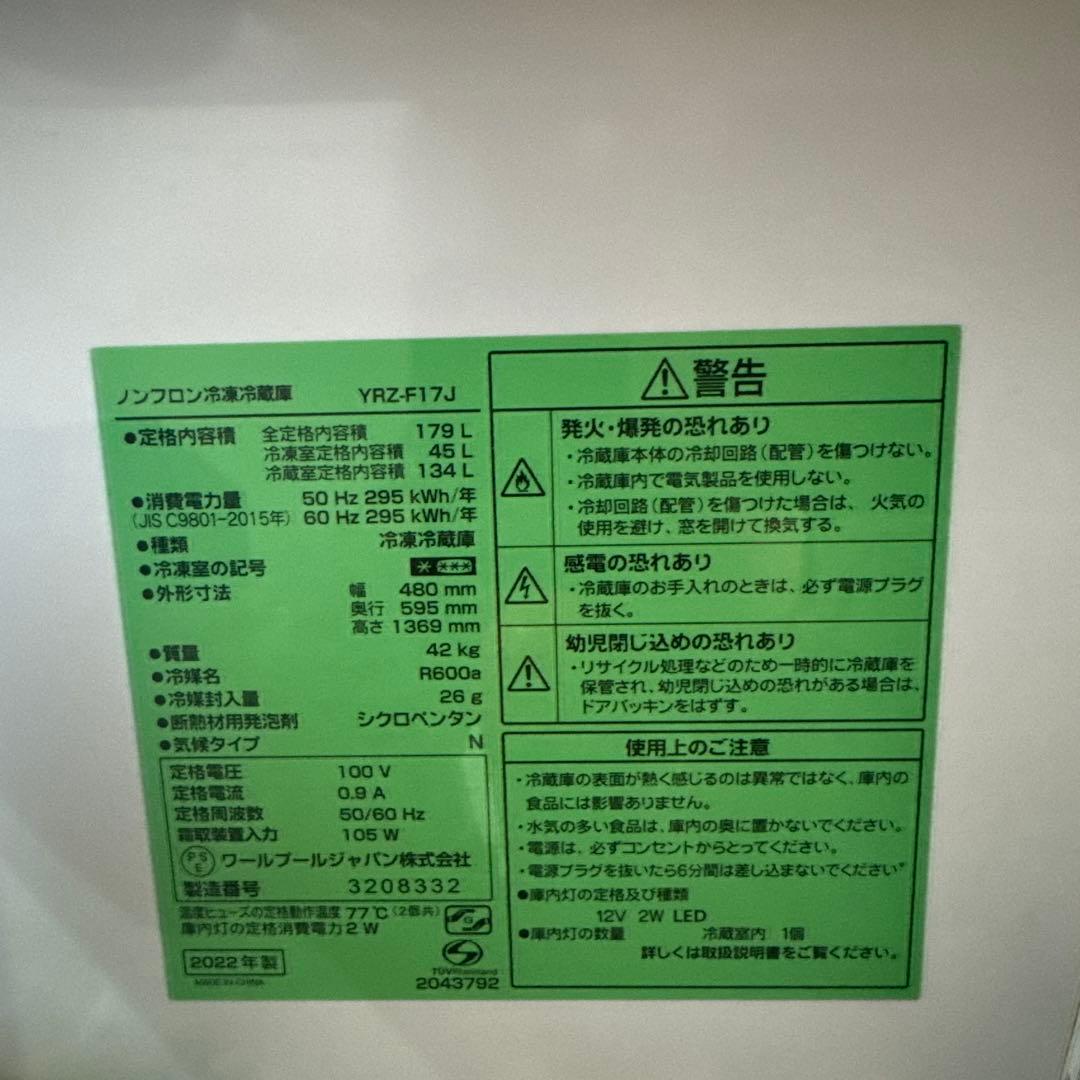 ノンフロン冷凍冷蔵庫 YRZ-F17J
●定格内容積 全定格内容積 179 L
冷凍室定格内容積 45 L
冷蔵室定格内容積 134 L
●消費電力量 50 Hz 295 kWh/年
(JIS C9801-2015年) 60 Hz 295 kWh/年
●種類 冷凍冷蔵庫
●冷凍室の記号
●外形寸法 幅 480 mm
奥行 595 mm
高さ 1369 mm
●質量 42 kg
●冷媒名 R600a
●冷媒封入量 26 g
●断熱材用発泡剤 シクロペンタン
●気候タイプ N
定格電圧 100 V
定格電流 0.9 A
定格周波数 50/60 Hz
霜取装置入力 105 W
PSE ワールプールジャパン株式会社
製造番号 3208332
温度ヒューズの定格動作温度 77℃(2個共)
庫内灯の定格消費電力 2 W
2022年製
MADE IN CHINA
TÜVRheinland
2043792
警告
発火・爆発の恐れあり
・冷蔵庫本体の冷却回路(配管)を傷つけない。
・冷蔵庫内で電気製品を使用しない。
・冷却回路(配管)を傷つけた場合は、火気の
使用を避け、窓を開けて換気する。
感電の恐れあり
・冷蔵庫のお手入れのときは、必ず電源プラグ
を抜く。
幼児閉じ込めの恐れあり
・リサイクル処理などのため一時的に冷蔵庫を
保管され、幼児閉じ込めの恐れがある場合は、
ドアパッキンをはずす。
使用上のご注意
・冷蔵庫の表面が熱く感じるのは異常ではなく、庫内の
食品には影響ありません。
・水気の多い食品は、庫内の奥に置かないでください。
・電源は、必ずコンセントからとってください。
・電源プラグを抜いたら6分間は差し込まないでください。
●庫内灯の定格及び種類
12V 2W LED
●庫内灯の数量 冷蔵室内 1個
詳しくは取扱説明書をご覧ください。